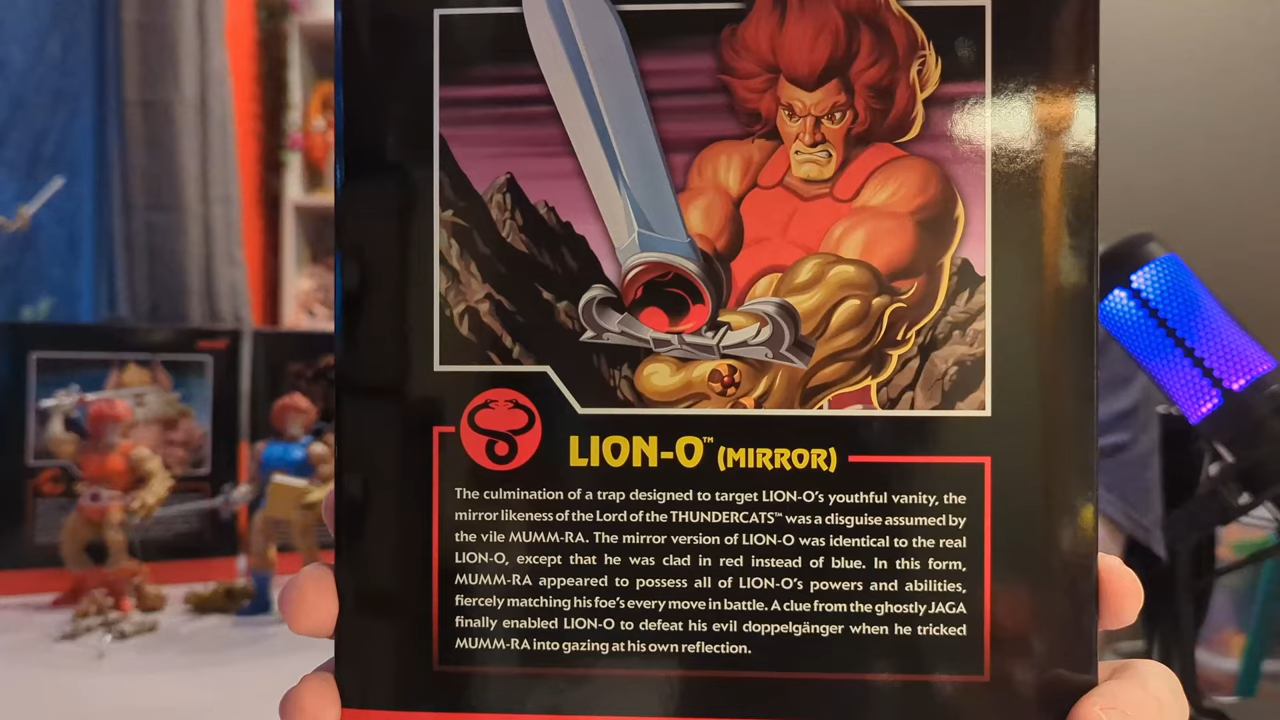 LION-O™ (MIRROR)
The culmination of a trap designed to target LION-O's youthful vanity, the
mirror likeness of the Lord of the THUNDERCATS™ was a disguise assumed by
the vile MUMM-RA. The mirror version of LION-O was identical to the real
LION-O, except that he was clad in red instead of blue. In this form,
MUMM-RA appeared to possess all of LION-O's powers and abilities,
fiercely matching his foe's every move in battle. A clue from the ghostly JAGA
finally enabled LION-O to defeat his evil doppelgänger when he tricked
MUMM-RA into gazing at his own reflection.